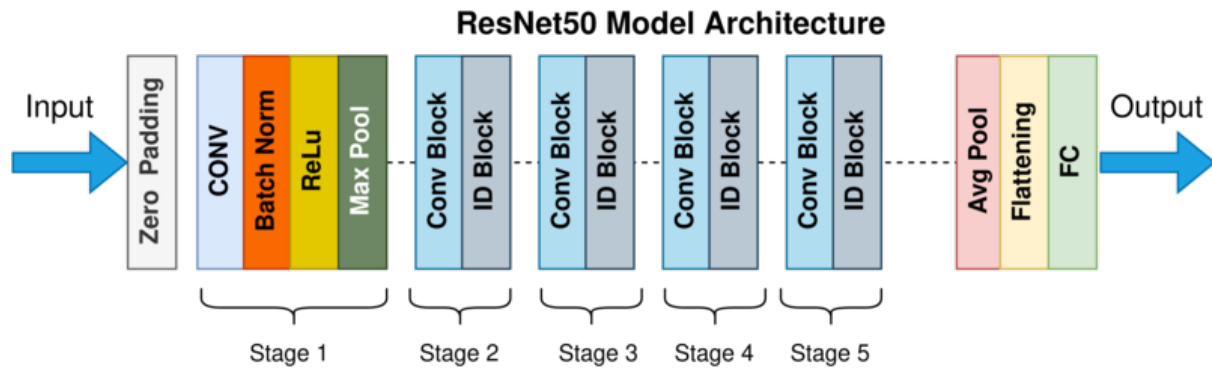 ResNet50 Model Architecture
Input
Zero Padding
CONV
Batch Norm
ReLu
Max Pool
Conv Block
ID Block
Conv Block
ID Block
Conv Block
ID Block
Conv Block
ID Block
Avg Pool
Flattening
FC
Output
Stage 1
Stage 2
Stage 3
Stage 4
Stage 5